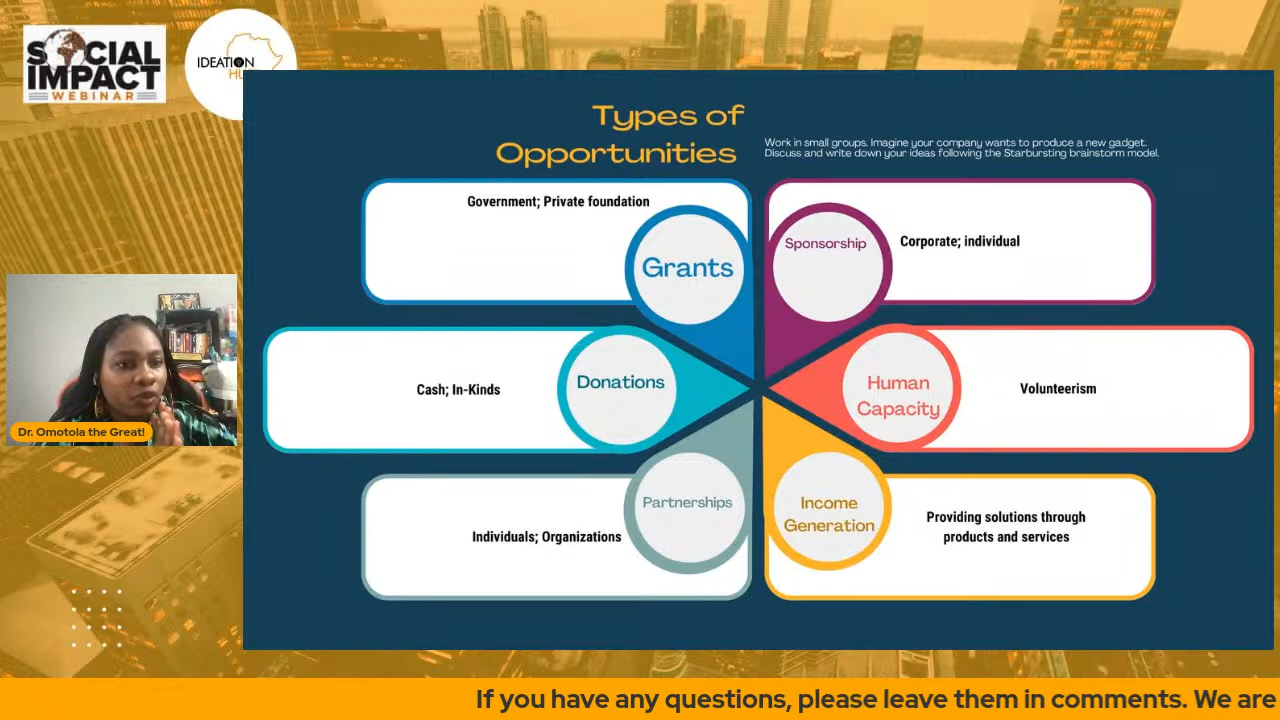 SOCIAL
IMPACT
WEBINAR
IDEATION
HU
Types of
Opportunities
Work in small groups. Imagine your company wants to produce a new gadget.
Discuss and write down your ideas following the Starbursting brainstorm model.
Government; Private foundation
Grants
Sponsorship
Corporate; individual
Cash; In-Kinds
Donations
Human
Capacity
Volunteerism
Individuals; Organizations
Partnerships
Income
Generation
Providing solutions through
products and services
Dr. Omotola the Great!
If you have any questions, please leave them in comments. We are